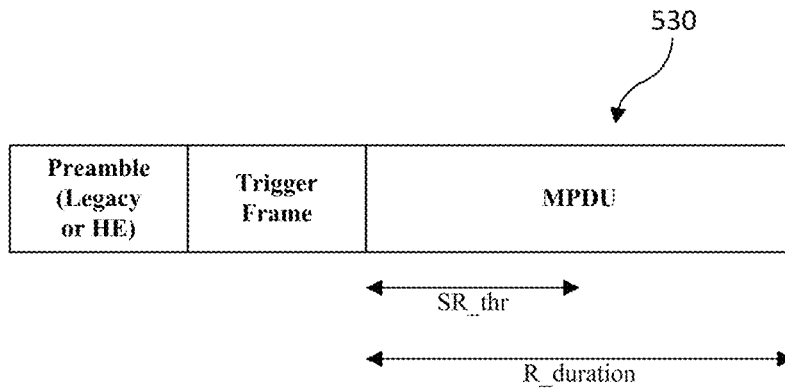 530
Preamble
(Legacy
or HE)
Trigger
Frame
MPDU
SR_thr
R_duration